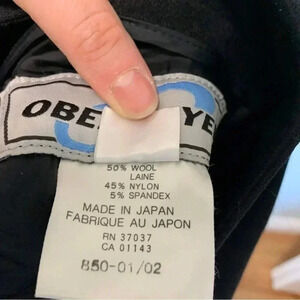 OBE YE
50% WOOL
LAINE
45% NYLON
5% SPANDEX
MADE IN JAPAN
FABRIQUE AU JAPON
RN 37037
CA 01143
850-01/02